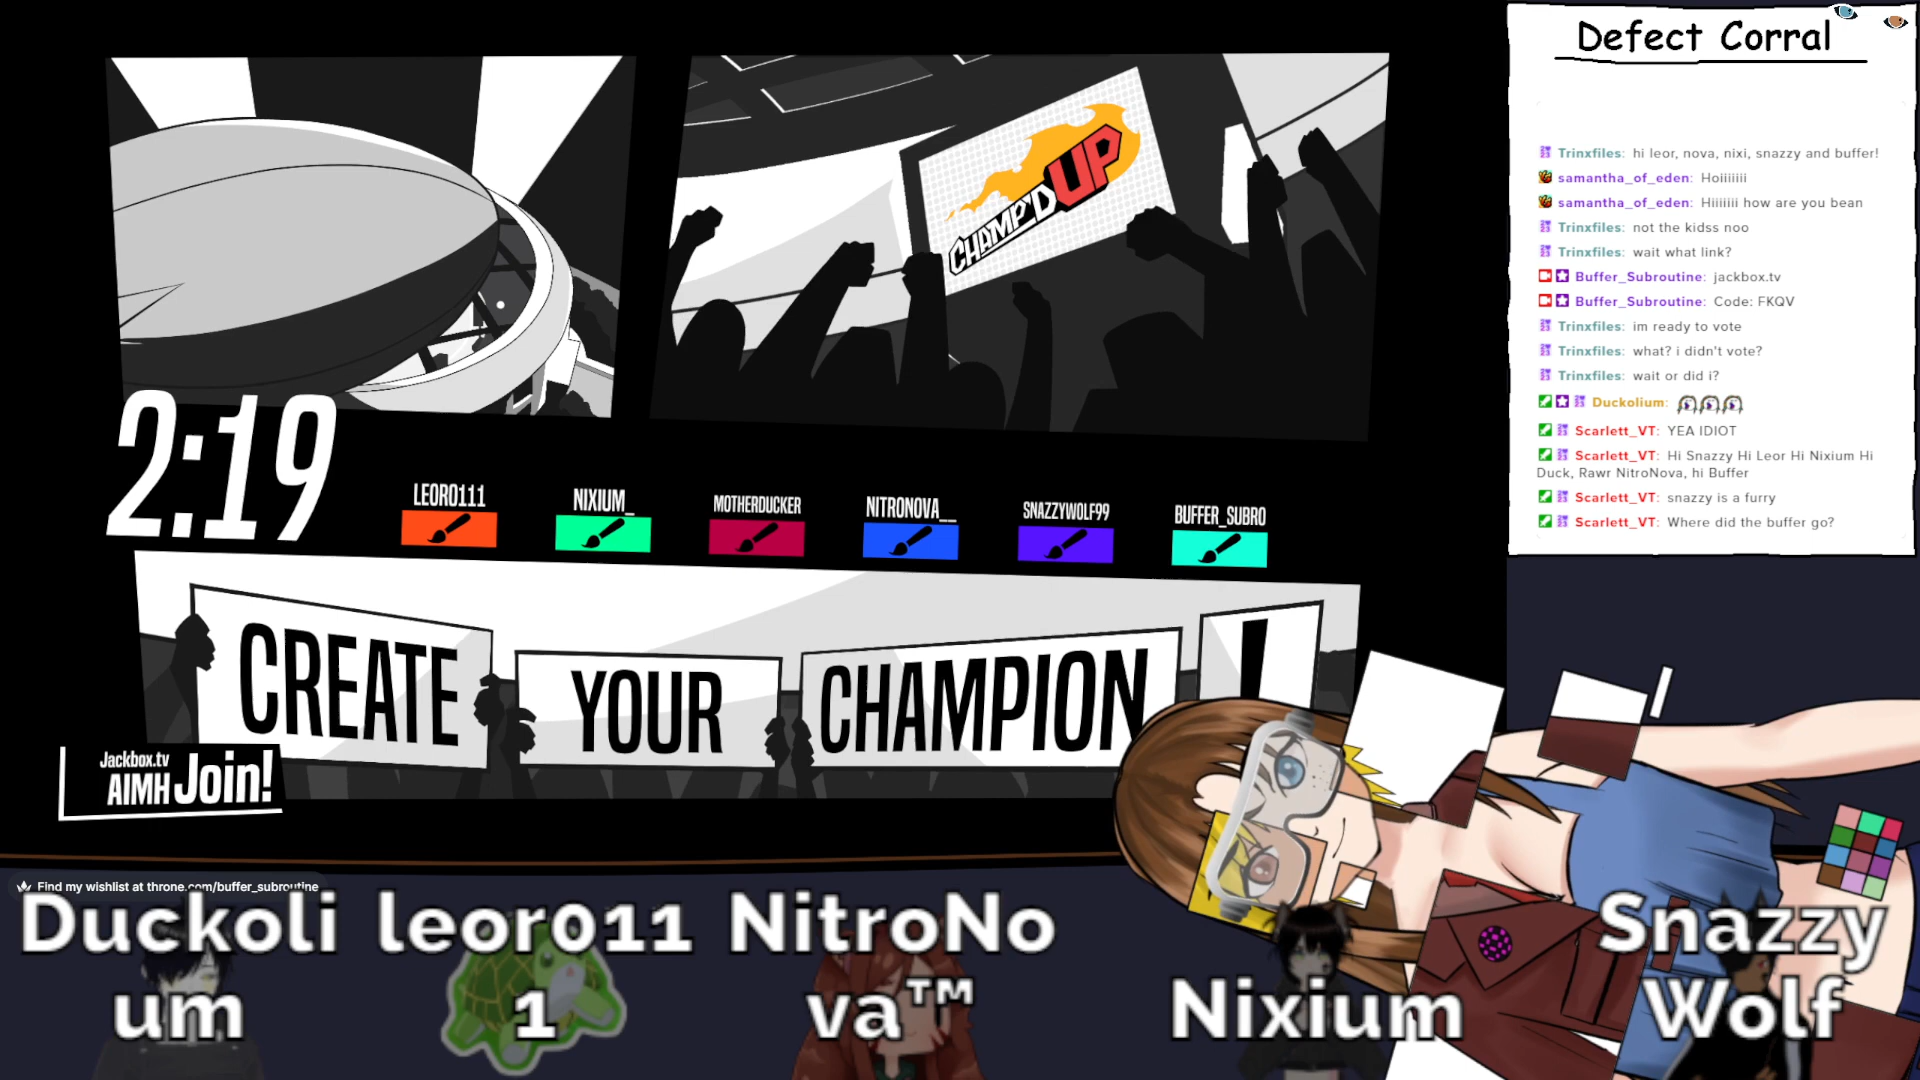 Defect Corral
CHAMP'D UP
Trinxfiles: hi leor, nova, nixi, snazzy and buffer!
samantha_of_eden: Hoiiiiiii
samantha_of_eden: Hiiiiiii how are you bean
Trinxfiles: not the kidss noo
Trinxfiles: wait what link?
Buffer_Subroutine: jackbox.tv
Buffer_Subroutine: Code: FKQV
Trinxfiles: im ready to vote
Trinxfiles: what? i didn't vote?
Trinxfiles: wait or did i?
Duckolium:
Scarlett_VT: YEA IDIOT
Scarlett_VT: Hi Snazzy Hi Leor Hi Nixium Hi
Duck, Rawr NitroNova, hi Buffer
Scarlett_VT: snazzy is a furry
Scarlett_VT: Where did the buffer go?
2:19
LEORO111
NIXIUM_
MOTHERDUCKER
NITRONOVA__
SNAZZYWOLF99
BUFFER_SUBRO
CREATE YOUR CHAMPION !
Jackbox.tv
AIMH Join!
Find my wishlist at throne.com/buffer_subroutine
Duckoli
um
leor011
1
NitroNo
va™
Nixium
Snazzy
Wolf